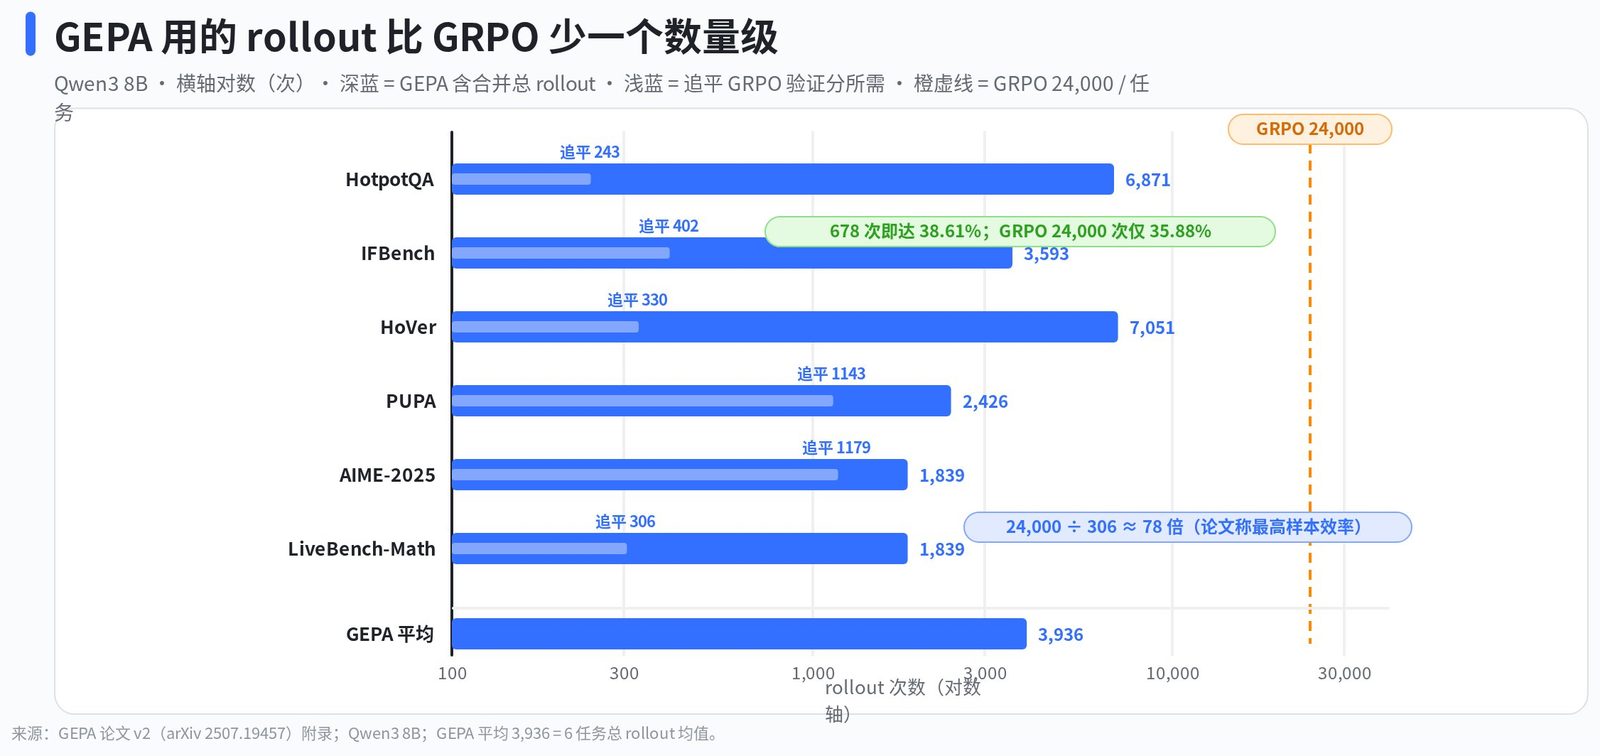 GEPA 用的 rollout 比 GRPO 少一个数量级
Qwen3 8B · 横轴对数（次） · 深蓝 = GEPA 含合并总 rollout · 浅蓝 = 追平 GRPO 验证分所需 · 橙虚线 = GRPO 24,000 / 任
务
GRPO 24,000
追平 243
HotpotQA
6,871
追平 402
678 次即达 38.61%；GRPO 24,000 次仅 35.88%
IFBench
3,593
追平 330
HoVer
7,051
追平 1143
PUPA
2,426
追平 1179
AIME-2025
1,839
追平 306
24,000 ÷ 306 ≈ 78 倍（论文称最高样本效率）
LiveBench-Math
1,839
GEPA 平均
3,936
100 300 1,000 3,000 10,000 30,000
rollout 次数（对数
轴）
来源：GEPA 论文 v2（arXiv 2507.19457）附录；Qwen3 8B；GEPA 平均 3,936 = 6 任务总 rollout 均值。